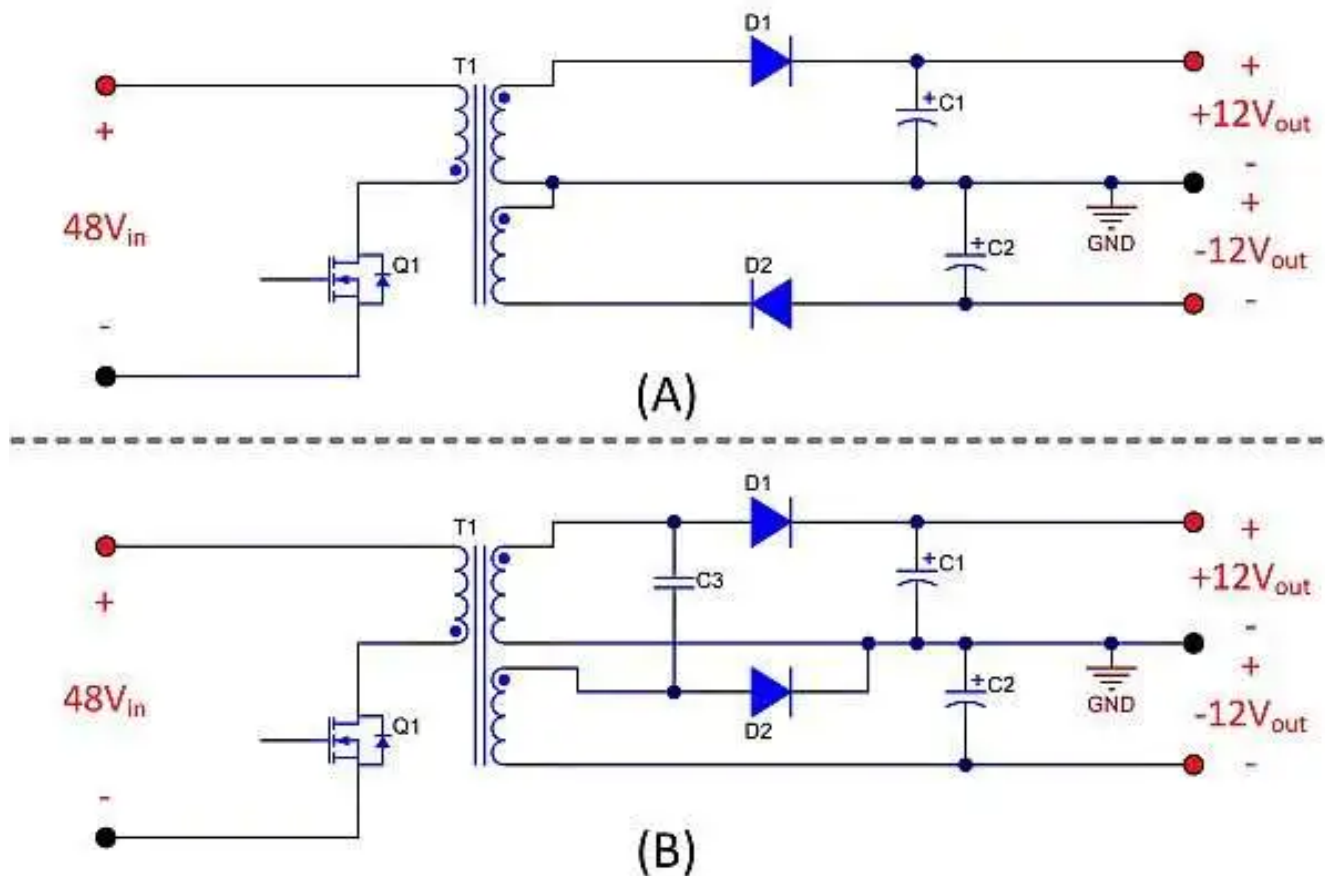 D1
T1
+
+
C1
+12Vout
+
-
+
48Vin
Q1
GND
+
C2
-12Vout
D2
-
-
(A)
D1
T1
+
+
C3
+
C1
+12Vout
-
+
48Vin
Q1
+
C2
GND
-12Vout
D2
-
-
(B)